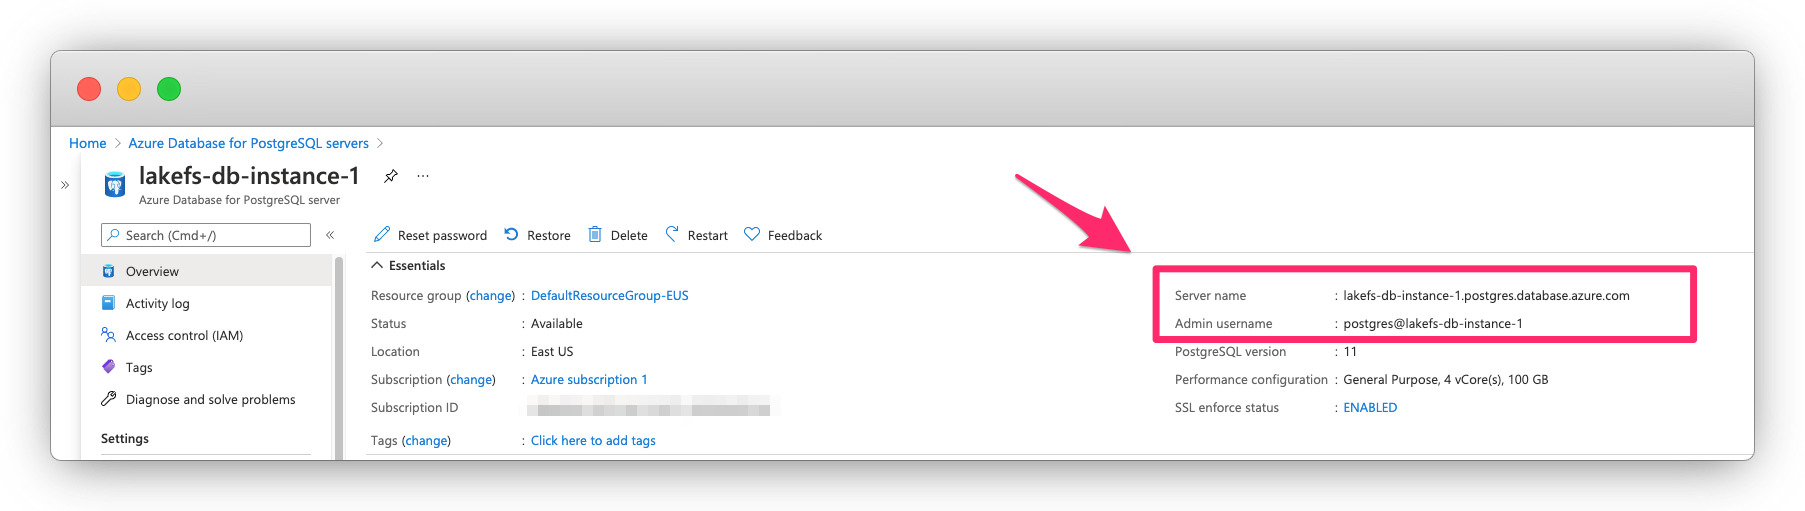 Home > Azure Database for PostgreSQL servers >
lakefs-db-instance-1
Azure Database for PostgreSQL server
Search (Cmd+/)
Reset password Restore Delete Restart Feedback
Overview
Activity log
Access control (IAM)
Tags
Diagnose and solve problems
Settings
Essentials
Resource group (change) : DefaultResourceGroup-EUS
Status : Available
Location : East US
Subscription (change) : Azure subscription 1
Subscription ID
Tags (change) : Click here to add tags
Server name : lakefs-db-instance-1.postgres.database.azure.com
Admin username : postgres@lakefs-db-instance-1
PostgreSQL version : 11
Performance configuration : General Purpose, 4 vCore(s), 100 GB
SSL enforce status : ENABLED